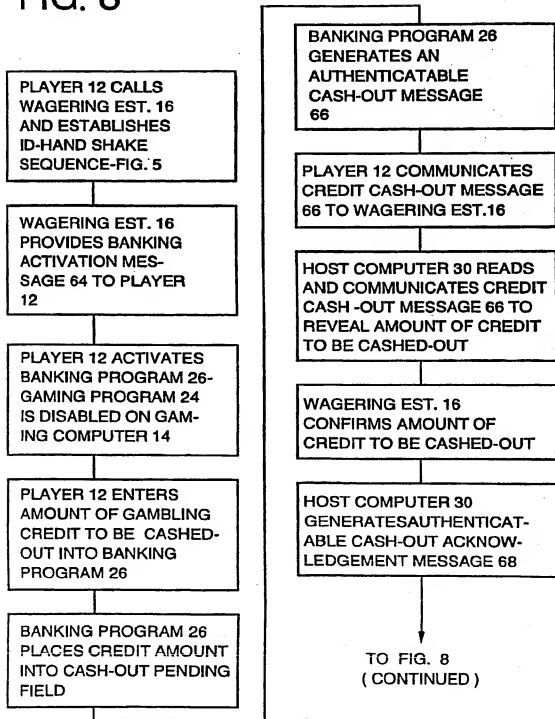 FIG. 8
PLAYER 12 CALLS
WAGERING EST. 16
AND ESTABLISHES
ID-HAND SHAKE
SEQUENCE-FIG. 5
WAGERING EST. 16
PROVIDES BANKING
ACTIVATION MES-
SAGE 64 TO PLAYER
12
PLAYER 12 ACTIVATES
BANKING PROGRAM 26-
GAMING PROGRAM 24
IS DISABLED ON GAM-
ING COMPUTER 14
PLAYER 12 ENTERS
AMOUNT OF GAMBLING
CREDIT TO BE CASHED-
OUT INTO BANKING
PROGRAM 26
BANKING PROGRAM 26
PLACES CREDIT AMOUNT
INTO CASH-OUT PENDING
FIELD
BANKING PROGRAM 26
GENERATES AN
AUTHENTICATABLE
CASH-OUT MESSAGE
66
PLAYER 12 COMMUNICATES
CREDIT CASH-OUT MESSAGE
66 TO WAGERING EST.16
HOST COMPUTER 30 READS
AND COMMUNICATES CREDIT
CASH -OUT MESSAGE 66 TO
REVEAL AMOUNT OF CREDIT
TO BE CASHED-OUT
WAGERING EST. 16
CONFIRMS AMOUNT OF
CREDIT TO BE CASHED-OUT
HOST COMPUTER 30
GENERATESAUTHENTICAT-
ABLE CASH-OUT ACKNOW-
LEDGEMENT MESSAGE 68
TO FIG. 8
( CONTINUED )